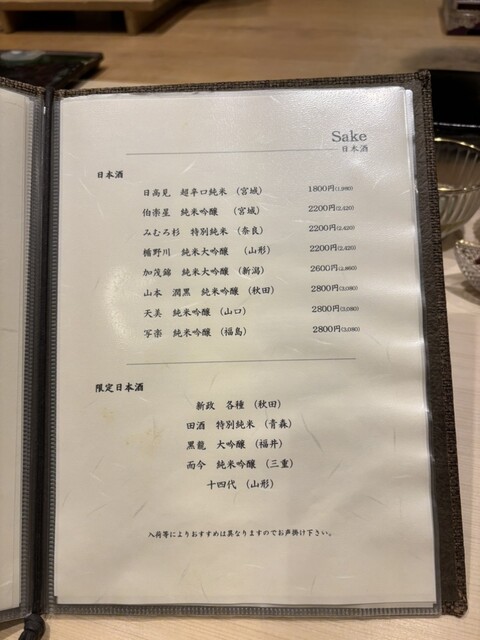 Sake
日本酒
日本酒
日高見 超辛口純米 (宮城) 1800円(1,980)
伯楽星 純米吟醸 (宮城) 2200円(2,420)
みむろ杉 特別純米 (奈良) 2200円(2,420)
楯野川 純米大吟醸 (山形) 2200円(2,420)
加茂錦 純米大吟醸 (新潟) 2600円(2,860)
山本 潤黒 純米吟醸 (秋田) 2800円(3,080)
天美 純米吟醸 (山口) 2800円(3,080)
写楽 純米吟醸 (福島) 2800円(3,080)
限定日本酒
新政 各種 (秋田)
田酒 特別純米 (青森)
黒龍 大吟醸 (福井)
而今 純米吟醸 (三重)
十四代 (山形)
入荷等によりおすすめは異なりますのでお声掛け下さい。